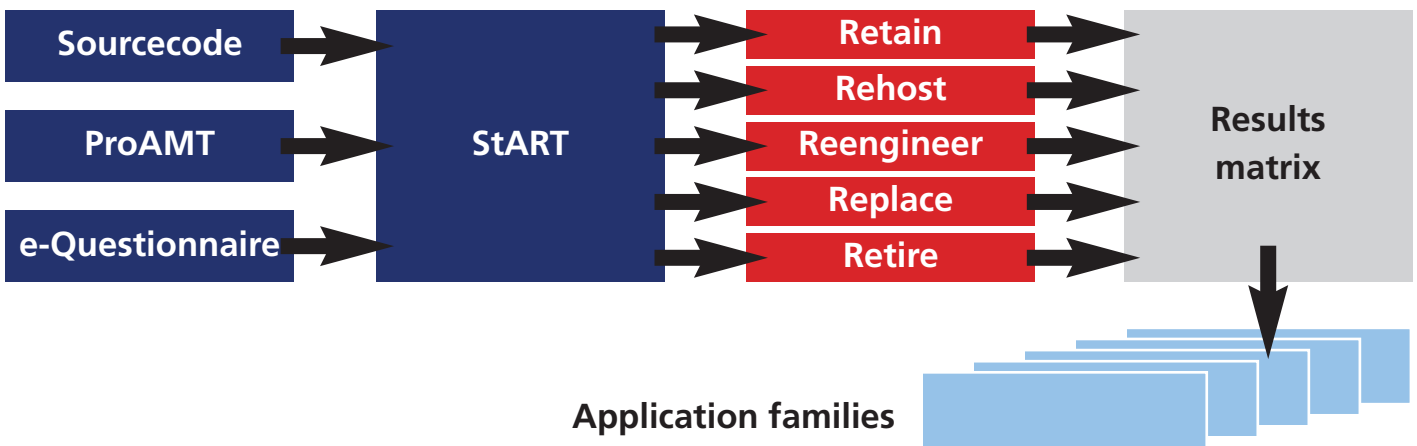 Sourcecode
ProAMT
e-Questionnaire
StART
Retain
Rehost
Reengineer
Replace
Retire
Results
matrix
Application families